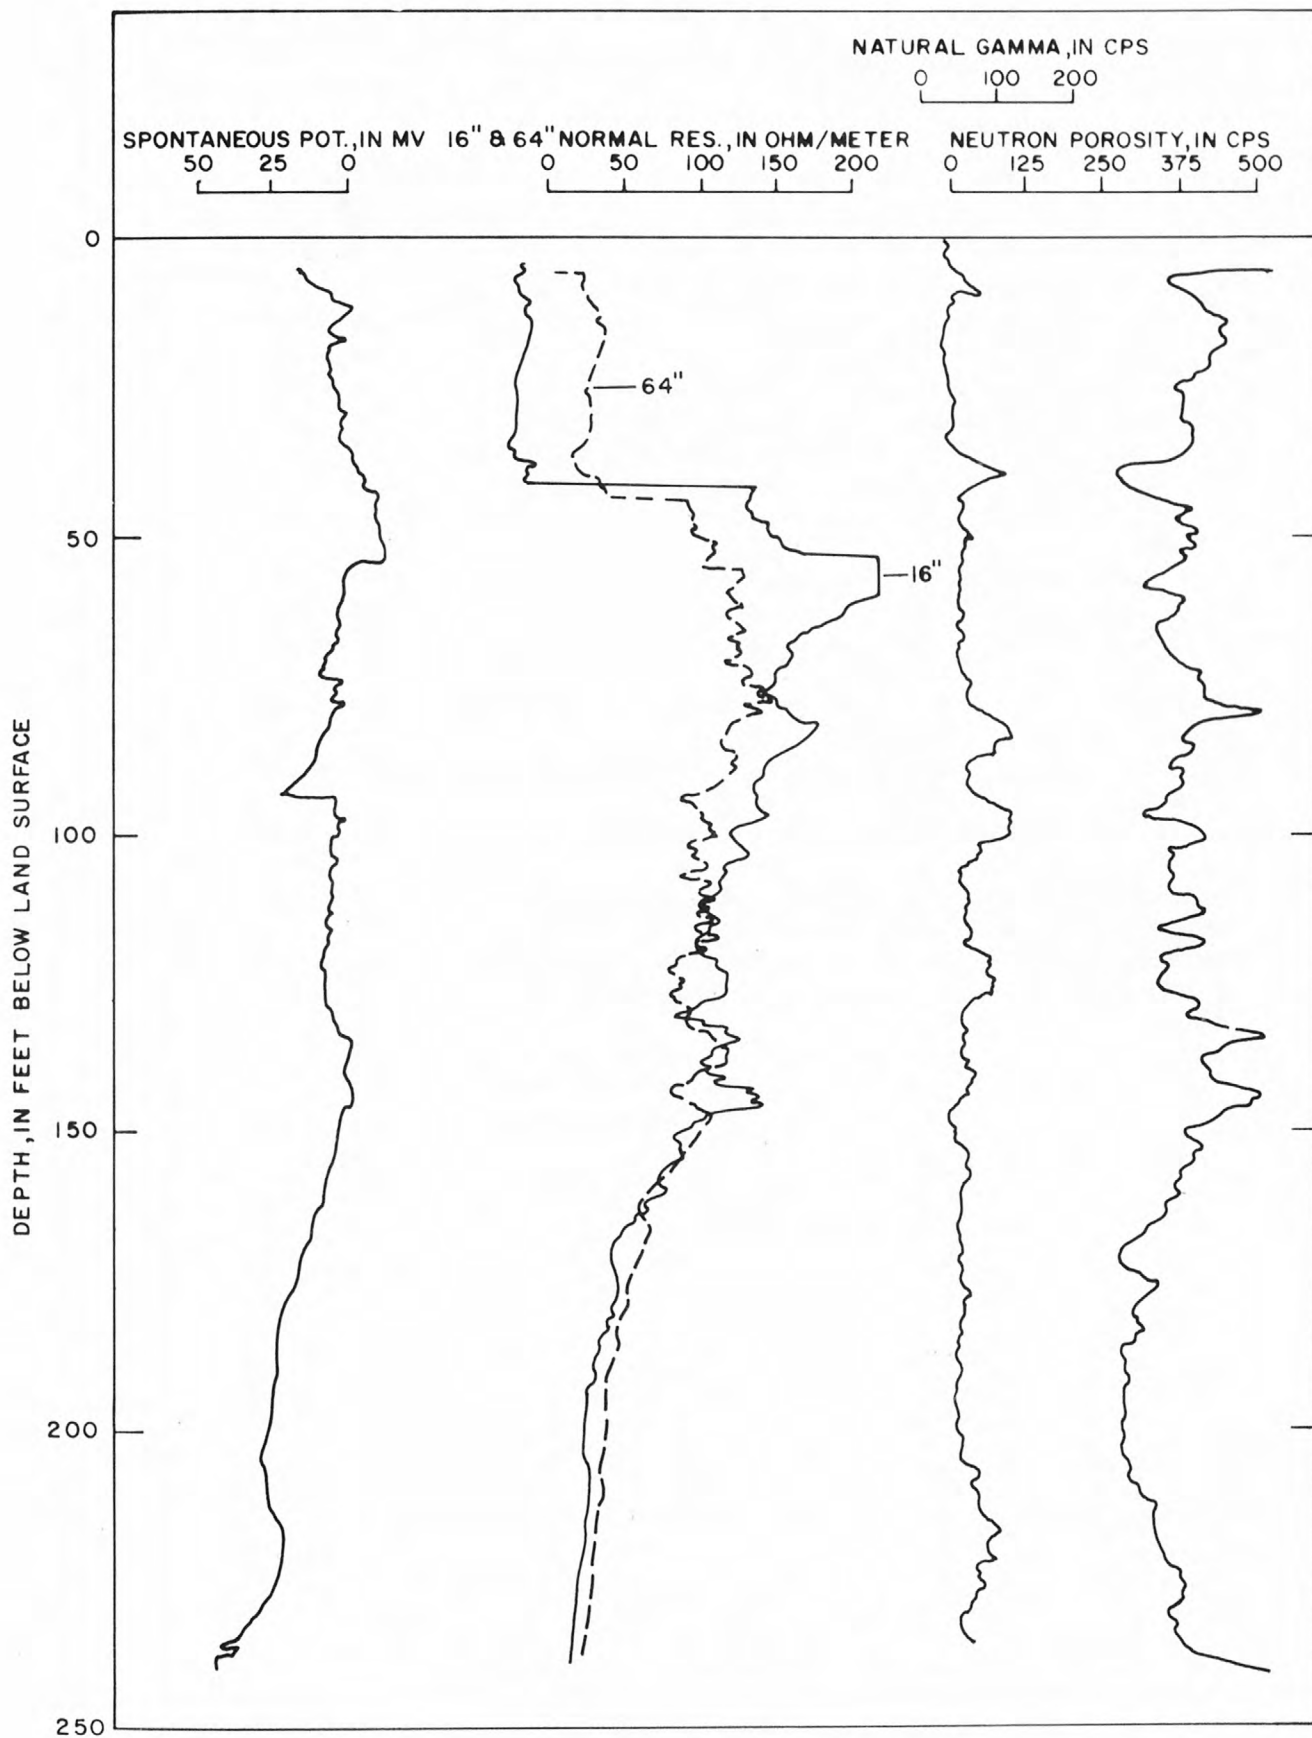 NATURAL GAMMA, IN CPS
0 100 200
SPONTANEOUS POT., IN MV 16" & 64" NORMAL RES., IN OHM/METER NEUTRON POROSITY, IN CPS
50 25 0 0 50 100 150 200 0 125 250 375 500
0
64"
50
16"
DEPTH, IN FEET BELOW LAND SURFACE
100
150
200
250